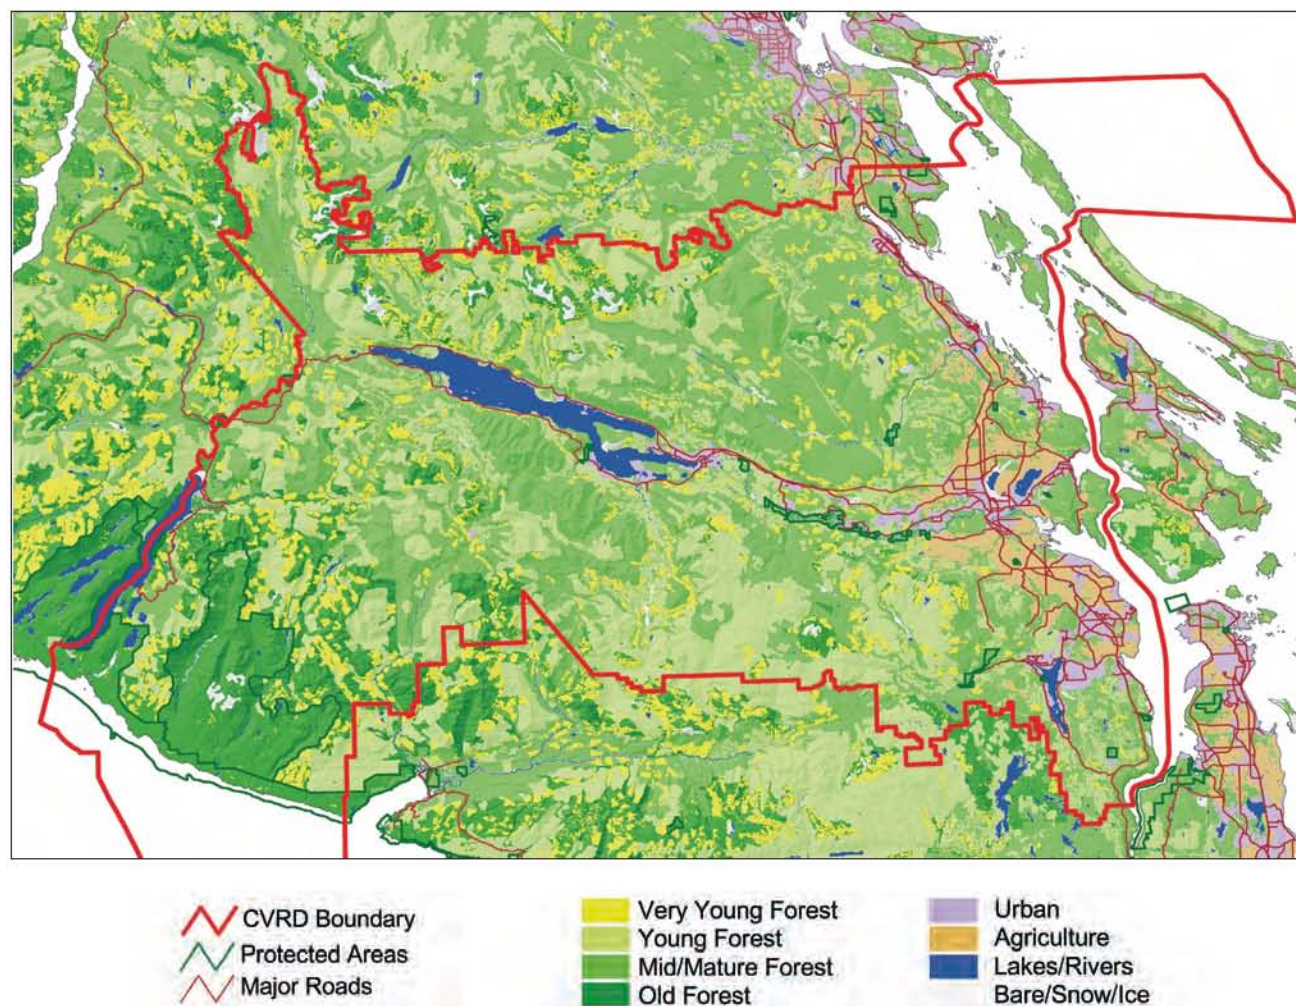 CVRD Boundary
Protected Areas
Major Roads
Very Young Forest
Young Forest
Mid/Mature Forest
Old Forest
Urban
Agriculture
Lakes/Rivers
Bare/Snow/Ice